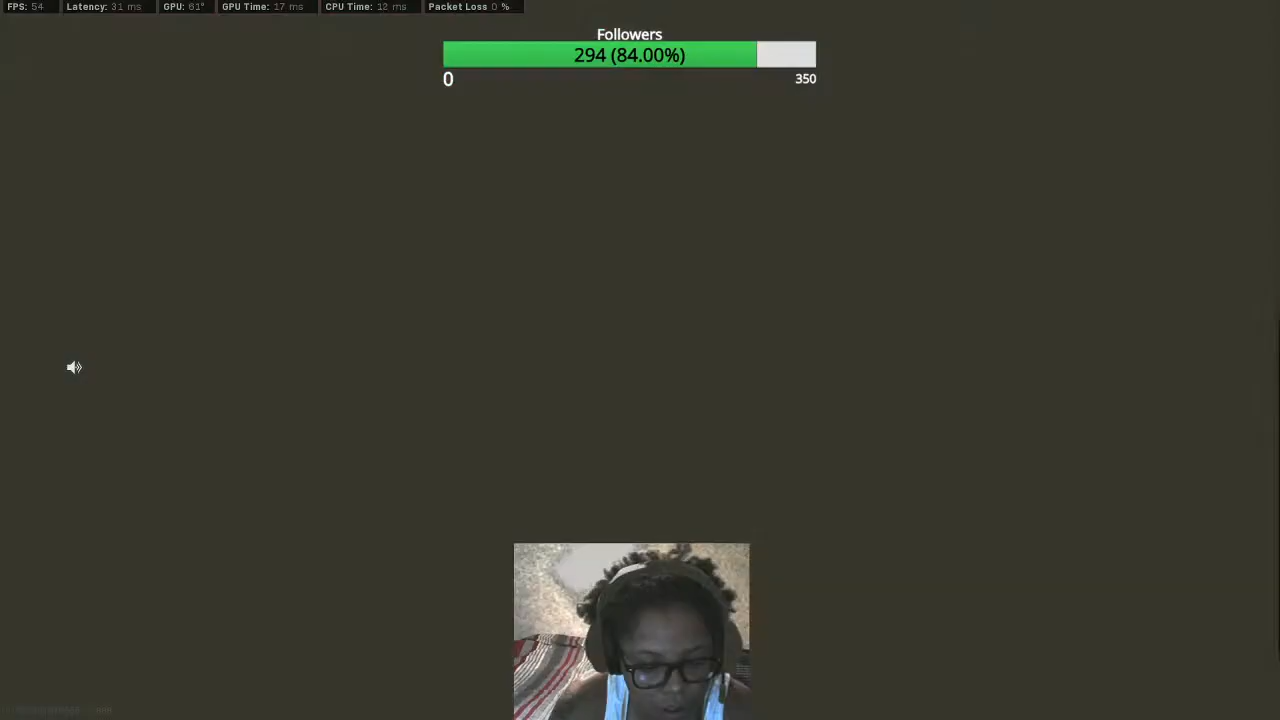 FPS: 54 Latency: 31 ms GPU: 61° GPU Time: 17 ms CPU Time: 12 ms Packet Loss 0 %
Followers
294 (84.00%)
0 350